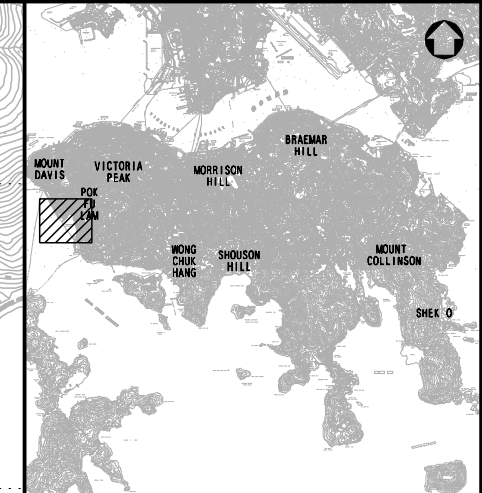 BRAEMAR
HILL
MOUNT
DAVIS
VICTORIA
PEAK
MORRISON
HILL
POK
FU
LAM
WONG
CHUK
HANG
SHOUSON
HILL
MOUNT
COLLINSON
SHEK O